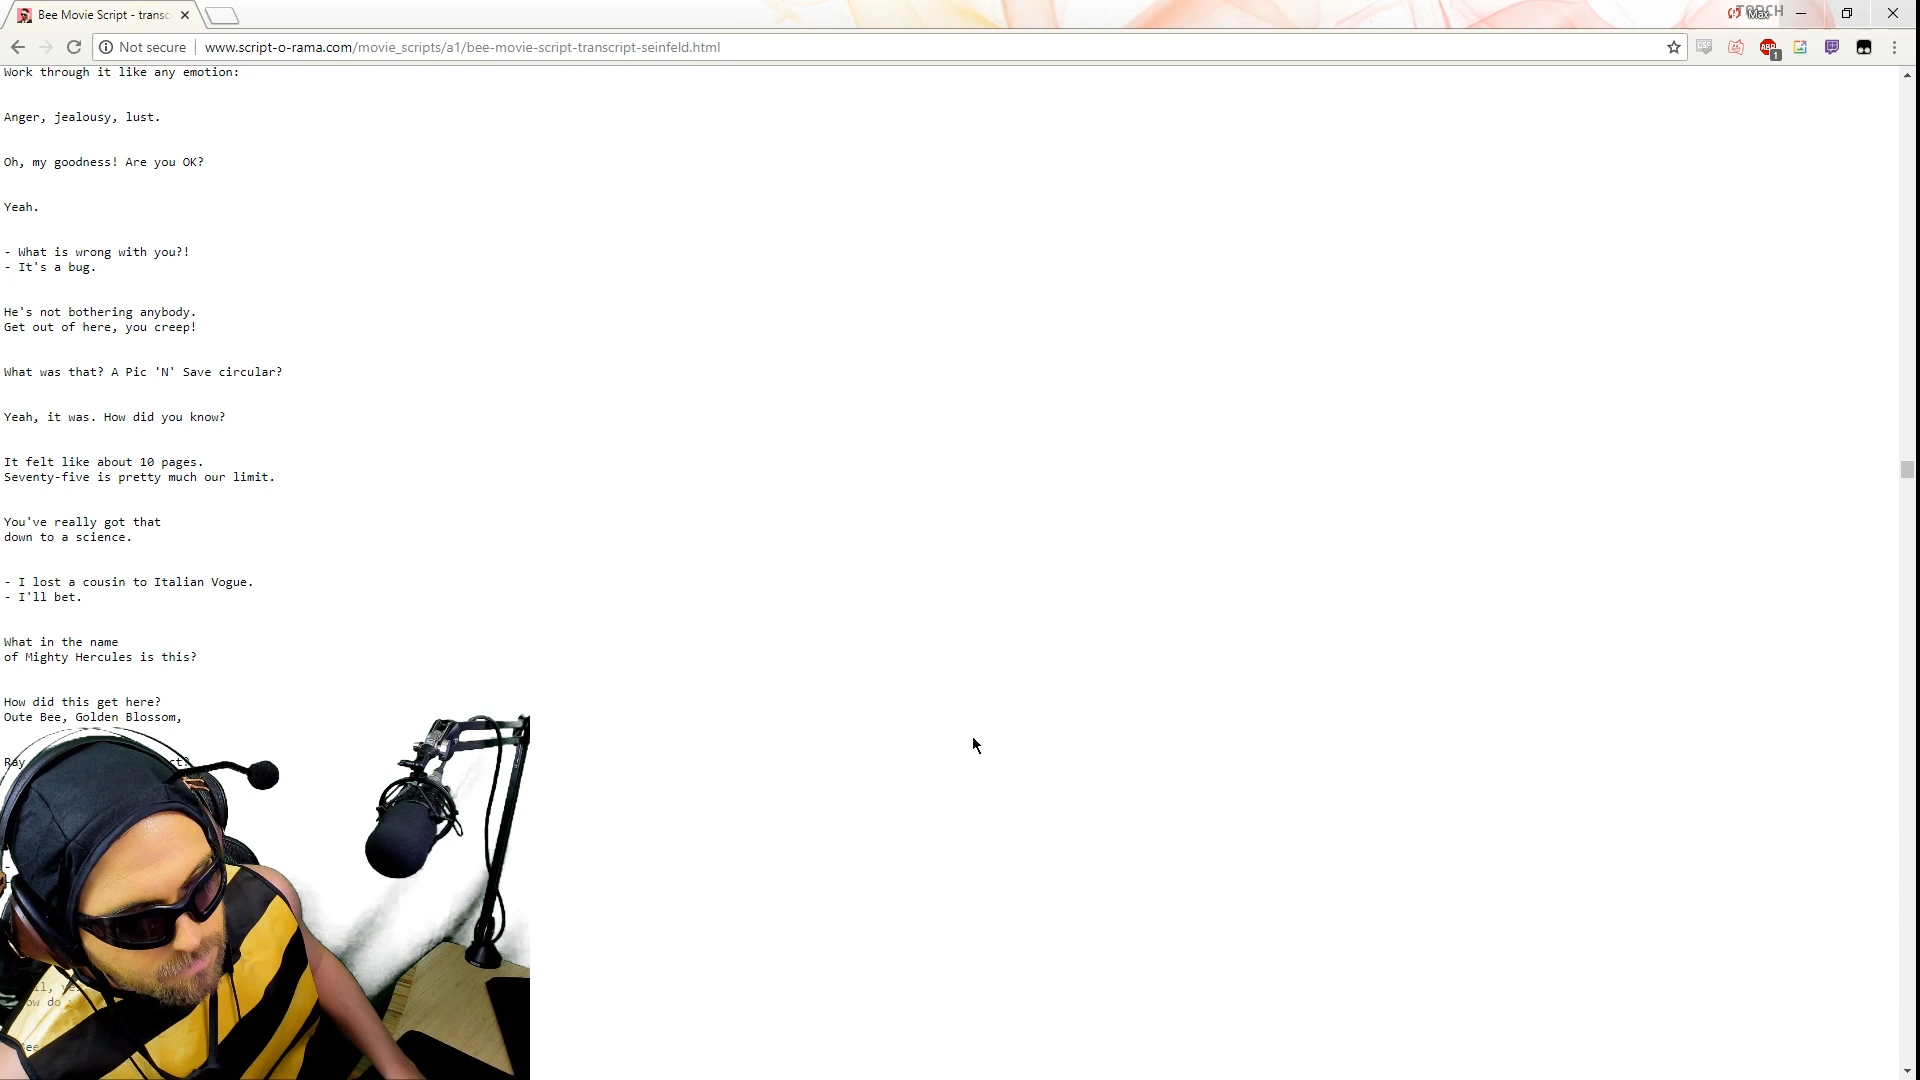 Bee Movie Script - transc
Max
TORCH
Not secure
www.script-o-rama.com/movie_scripts/a1/bee-movie-script-transcript-seinfeld.html
ABP
1
Work through it like any emotion:
Anger, jealousy, lust.
Oh, my goodness! Are you OK?
Yeah.
- What is wrong with you?!
- It's a bug.
He's not bothering anybody.
Get out of here, you creep!
What was that? A Pic 'N' Save circular?
Yeah, it was. How did you know?
It felt like about 10 pages.
Seventy-five is pretty much our limit.
You've really got that
down to a science.
- I lost a cousin to Italian Vogue.
- I'll bet.
What in the name
of Mighty Hercules is this?
How did this get here?
Oute Bee, Golden Blossom,
Ray